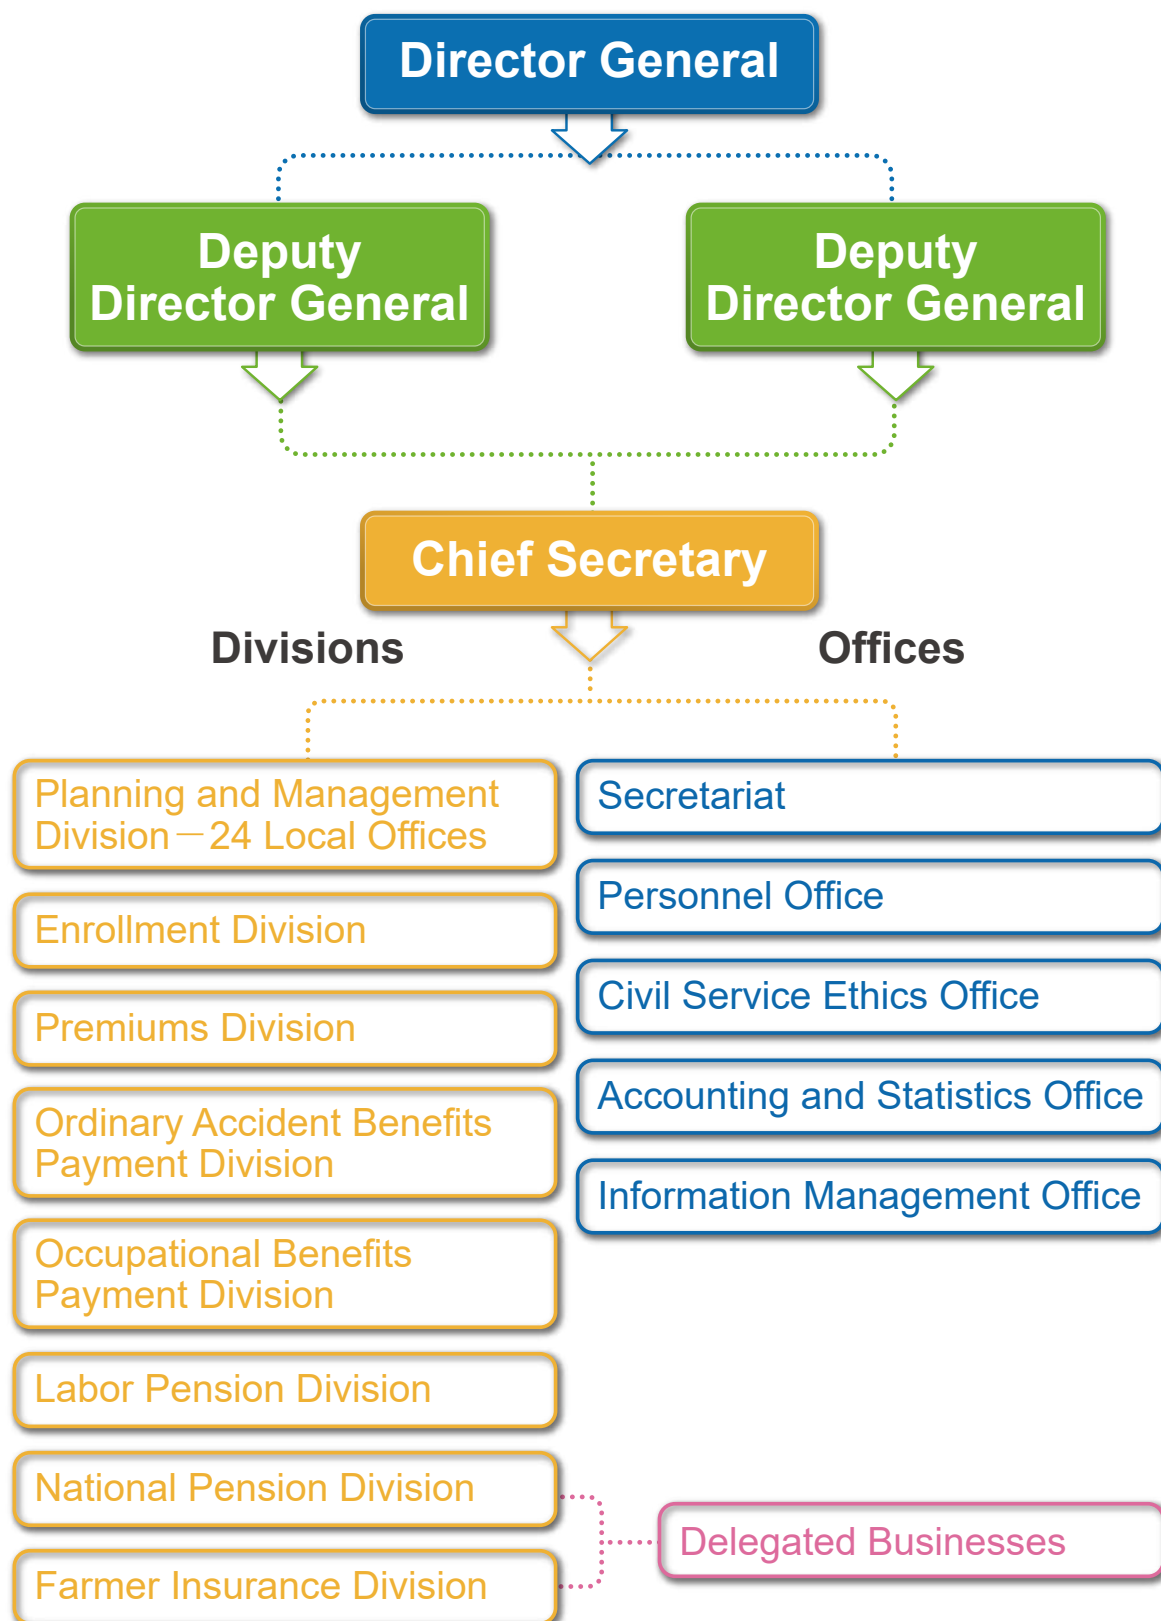 Director General
Deputy
Director General
Deputy
Director General
Chief Secretary
Divisions
Offices
Planning and Management
Division－24 Local Offices
Enrollment Division
Premiums Division
Ordinary Accident Benefits
Payment Division
Occupational Benefits
Payment Division
Labor Pension Division
National Pension Division
Farmer Insurance Division
Secretariat
Personnel Office
Civil Service Ethics Office
Accounting and Statistics Office
Information Management Office
Delegated Businesses